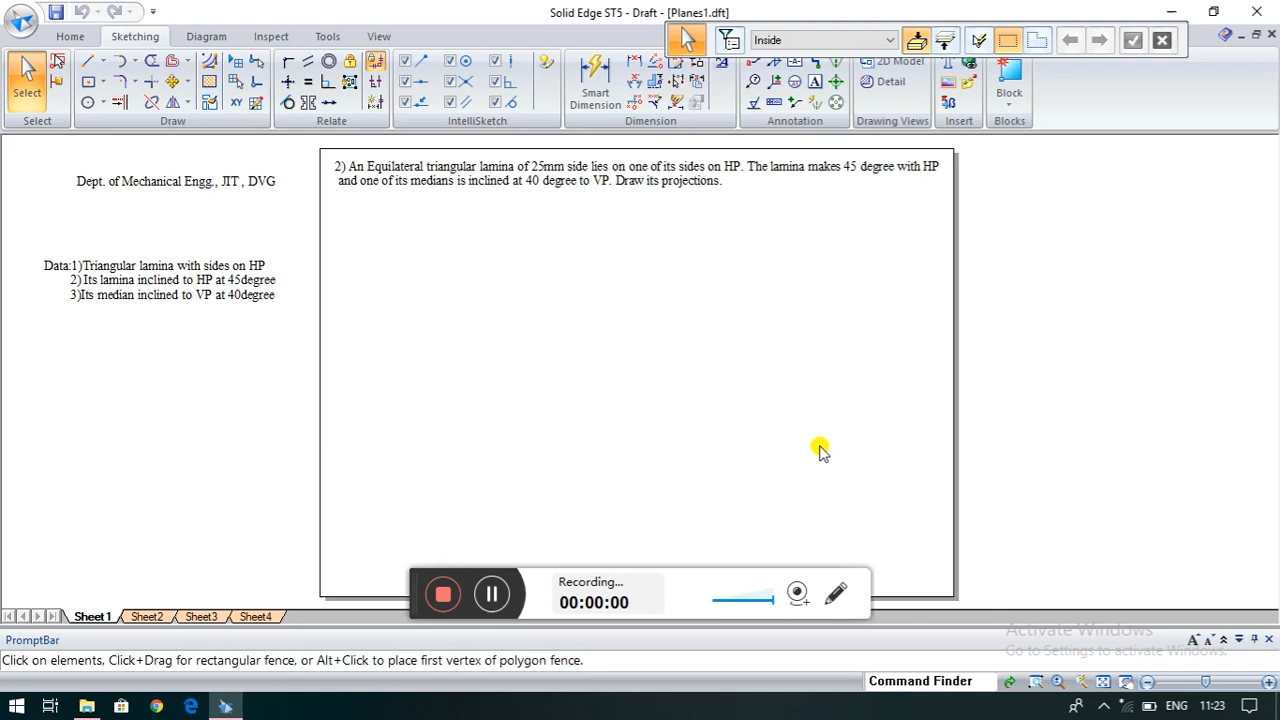 Solid Edge ST5 - Draft - [Planes1.dft]
Home Sketching Diagram Inspect Tools View
Inside
Select
Smart
Dimension
2D Model
Detail
Block
Select Draw Relate IntelliSketch Dimension Annotation Drawing Views Insert Blocks
2) An Equilateral triangular lamina of 25mm side lies on one of its sides on HP. The lamina makes 45 degree with HP
and one of its medians is inclined at 40 degree to VP. Draw its projections.
Dept. of Mechanical Engg., JIT , DVG
Data:1)Triangular lamina with sides on HP
2) Its lamina inclined to HP at 45degree
3)Its median inclined to VP at 40degree
Recording...
00:00:00
Sheet1 Sheet2 Sheet3 Sheet4
Activate Windows
Go to Settings to activate Windows.
PromptBar
Click on elements, Click+Drag for rectangular fence, or Alt+Click to place first vertex of polygon fence.
Command Finder
ENG 11:23